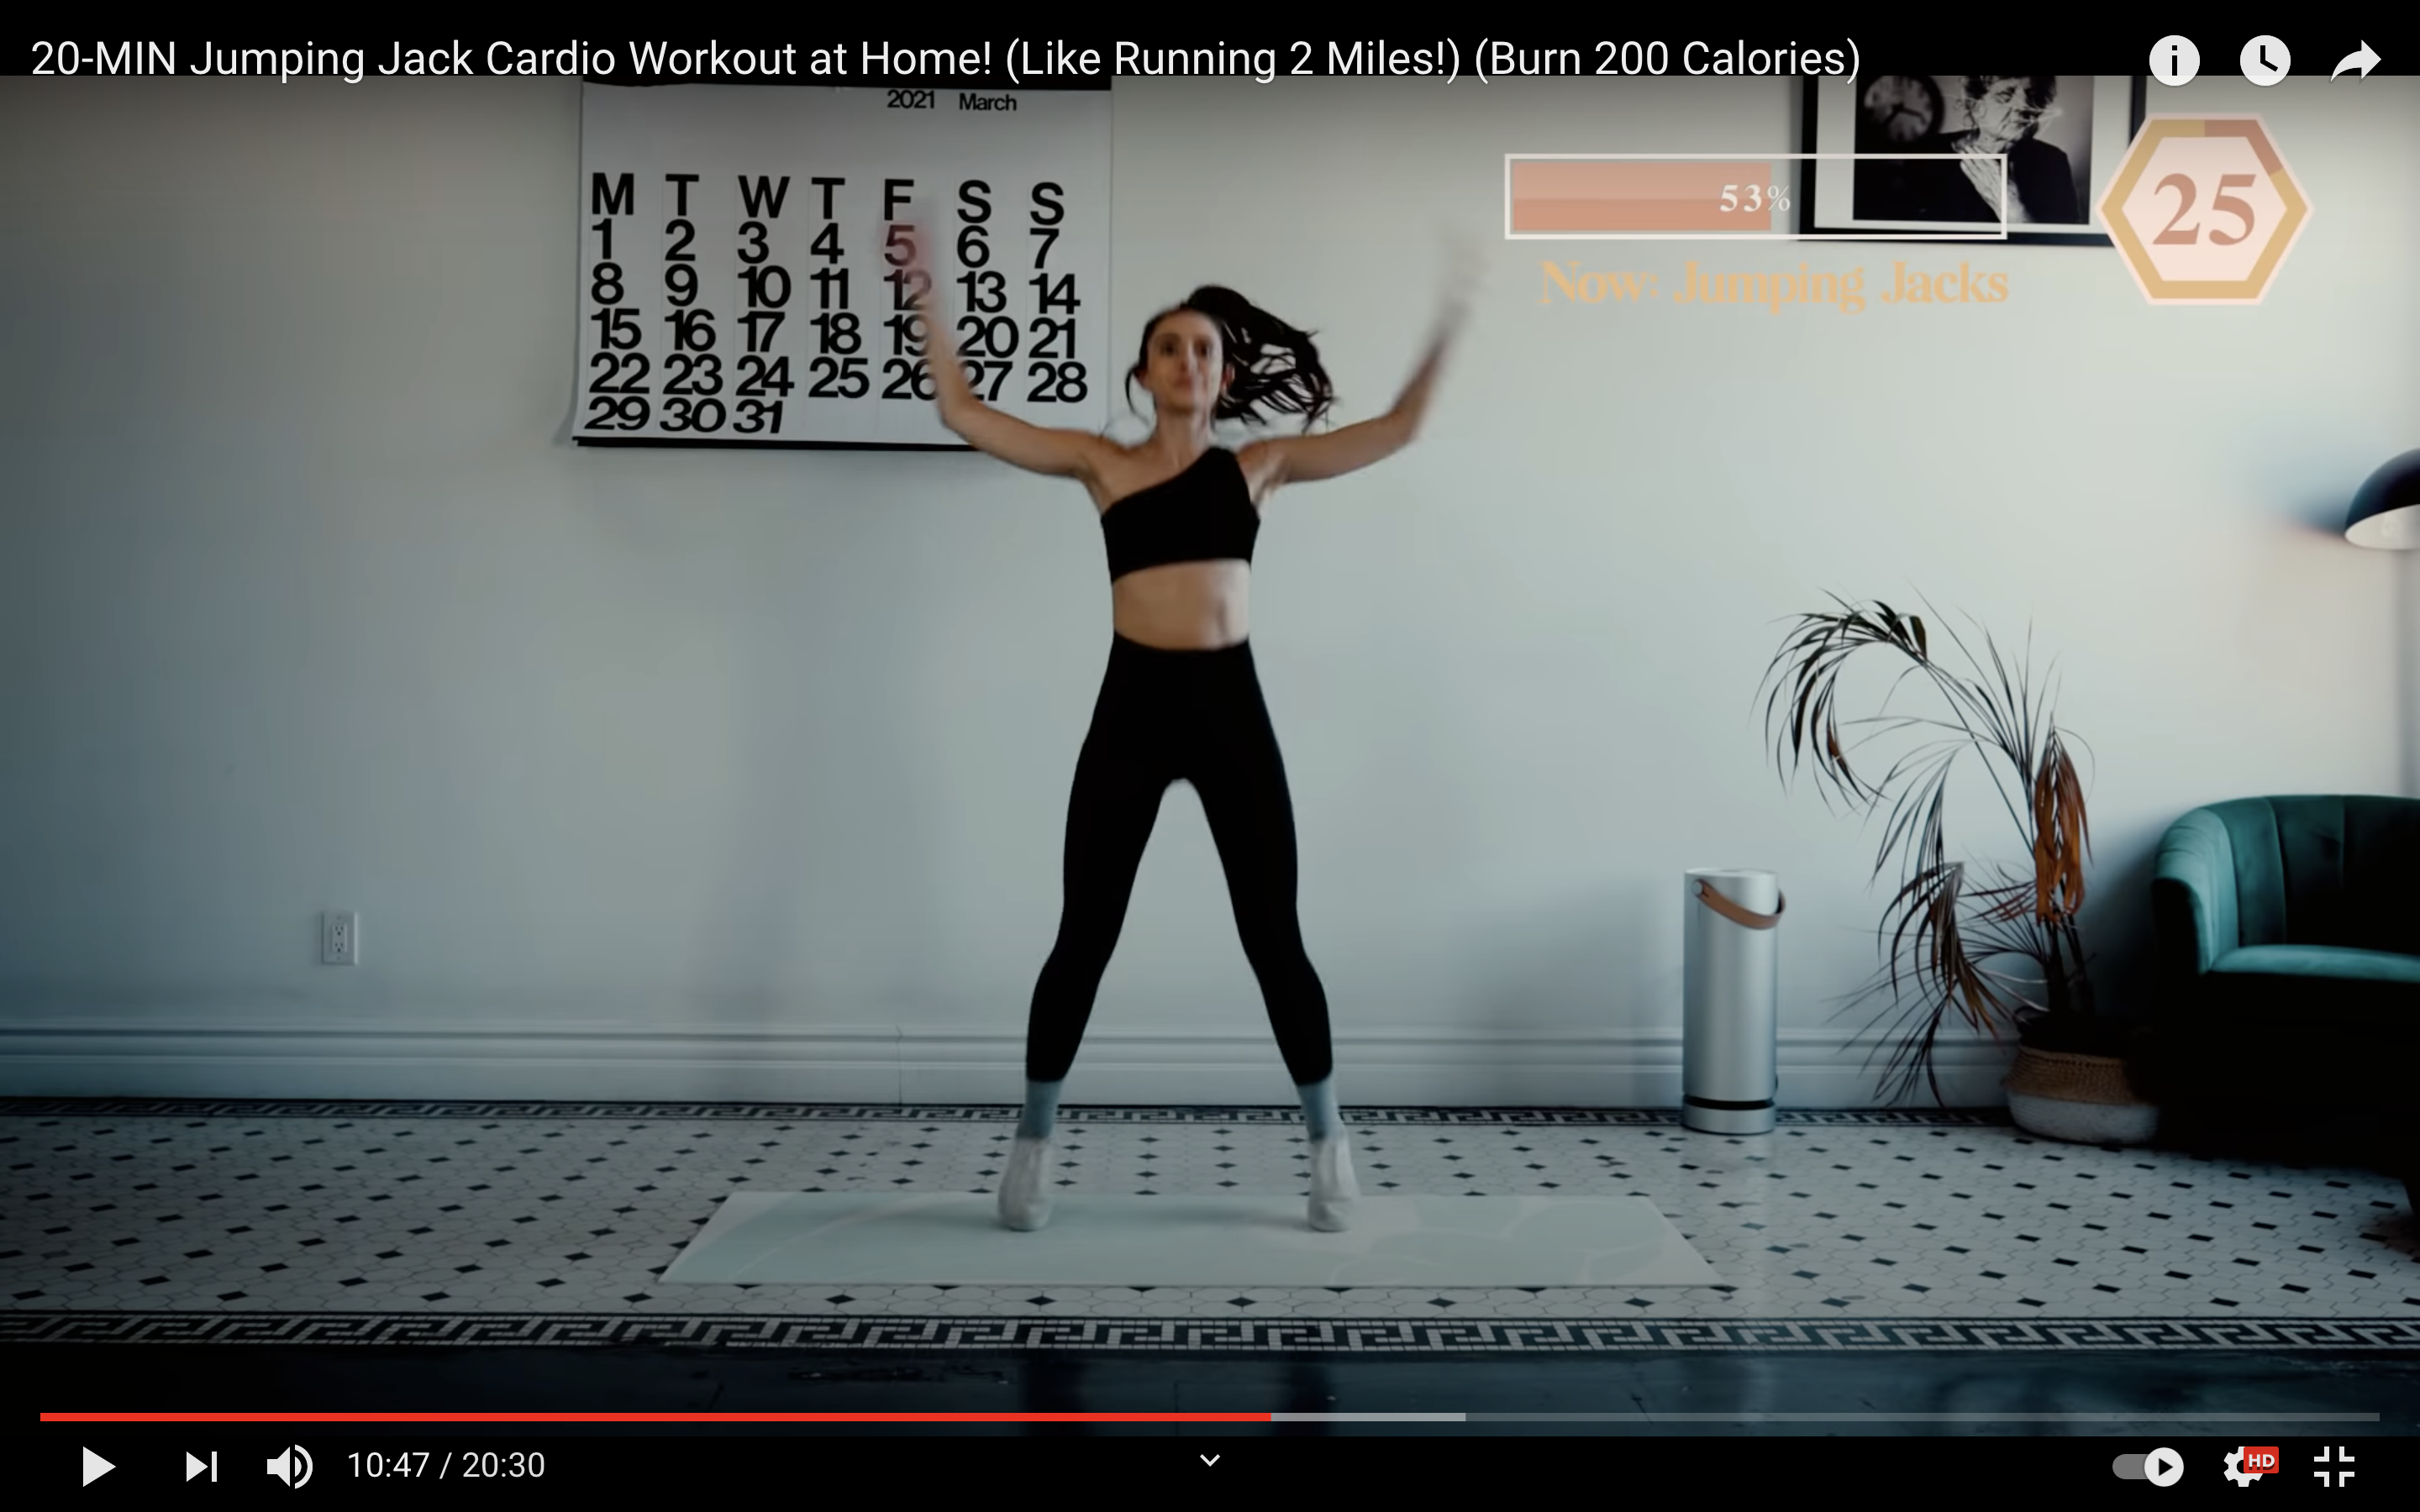 20-MIN Jumping Jack Cardio Workout at Home! (Like Running 2 Miles!) (Burn 200 Calories)
2021 March
M T W T F S S
1 2 3 4 5 6 7
8 9 10 11 12 13 14
15 16 17 18 19 20 21
22 23 24 25 26 27 28
29 30 31
53%
25
Now: Jumping Jacks
10:47 / 20:30
HD